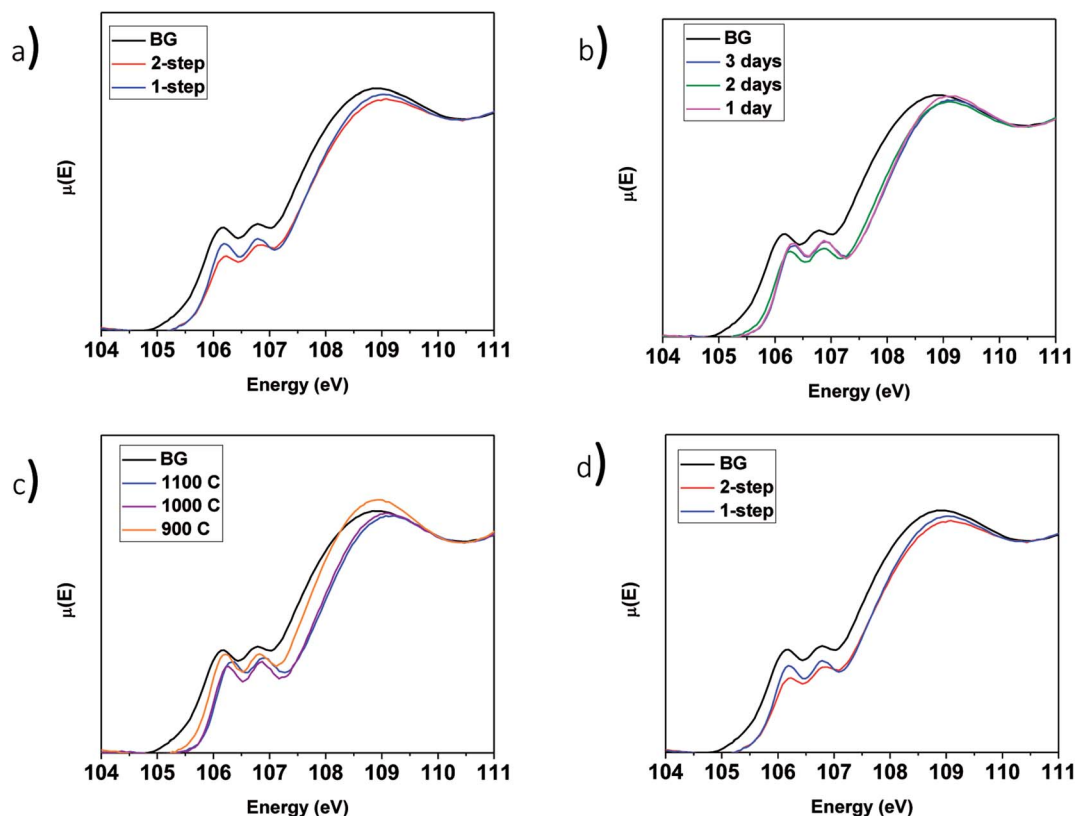 a)
BG
2-step
1-step
μ(E)
104 105 106 107 108 109 110 111
Energy (eV)
b)
BG
3 days
2 days
1 day
μ(E)
104 105 106 107 108 109 110 111
Energy (eV)
c)
BG
1100 C
1000 C
900 C
μ(E)
104 105 106 107 108 109 110 111
Energy (eV)
d)
BG
2-step
1-step
μ(E)
104 105 106 107 108 109 110 111
Energy (eV)